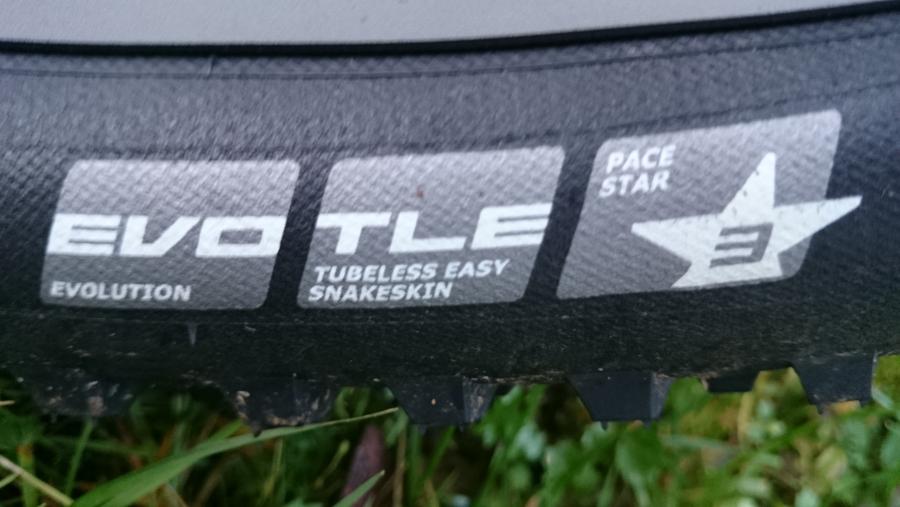 EVO
EVOLUTION
TLE
TUBELESS EASY
SNAKESKIN
PACE
STAR
3